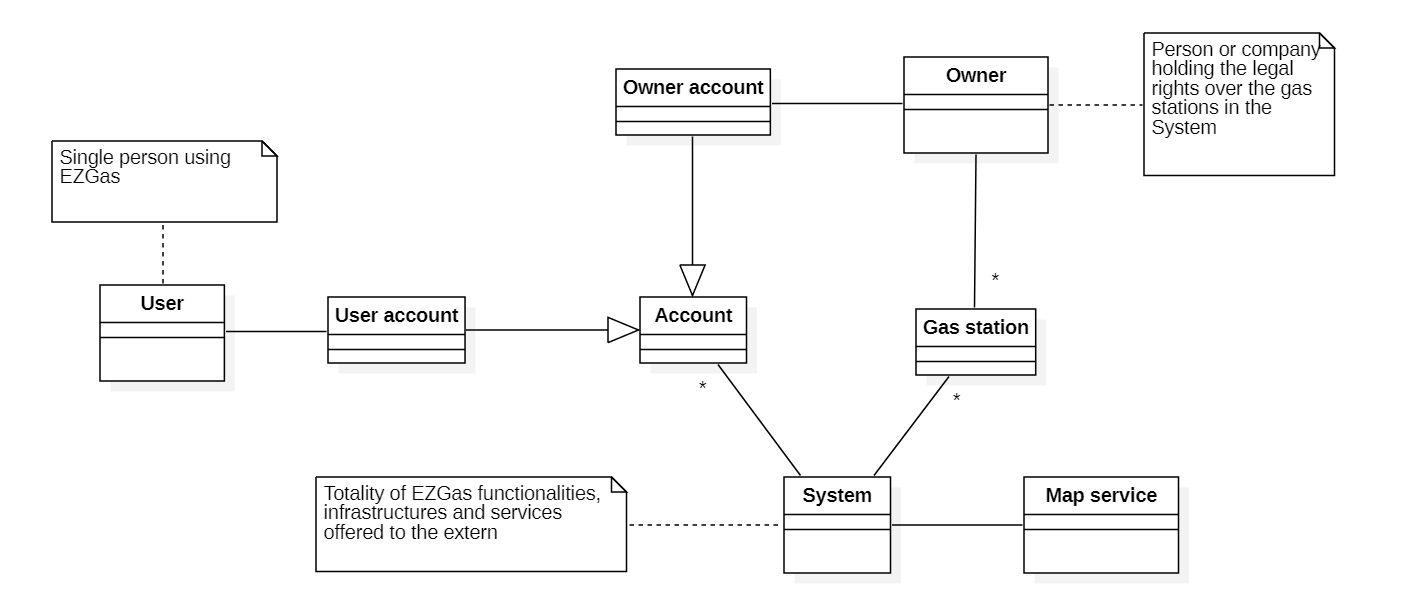 Person or company
holding the legal
rights over the gas
stations in the
System
Owner
Owner account
Single person using
EZGas
User
User account
Account
*
Gas station
*
*
Totality of EZGas functionalities,
infrastructures and services
offered to the extern
System
Map service